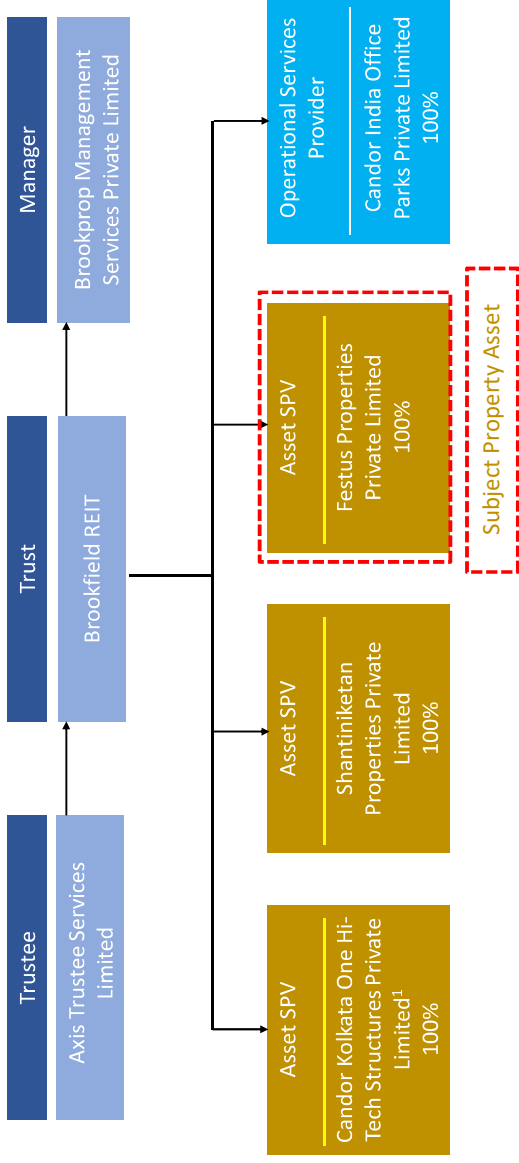 Trustee
Axis Trustee Services
Limited
Trust
Brookfield REIT
Manager
Brookprop Management
Services Private Limited
Asset SPV
Candor Kolkata One Hi-
Tech Structures Private
Limited¹
100%
Asset SPV
Shantiniketan
Properties Private
Limited
100%
Asset SPV
Festus Properties
Private Limited
100%
Operational Services
Provider
Candor India Office
Parks Private Limited
100%
Subject Property Asset